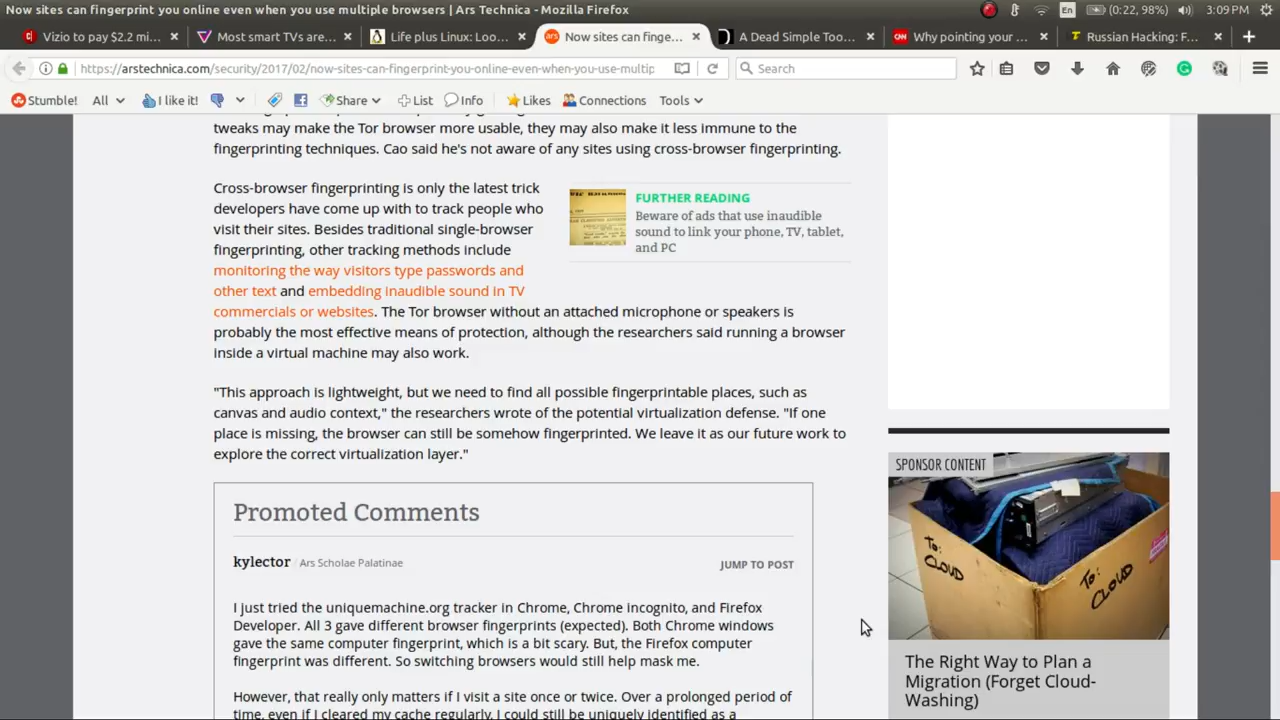 Now sites can fingerprint you online even when you use multiple browsers | Ars Technica - Mozilla Firefox
En
(0:22, 98%)
3:09 PM
Vizio to pay $2.2 mi...
Most smart TVs are...
Life plus Linux: Loo...
ars
Now sites can finge...
A Dead Simple Too...
CNN
Why pointing your ...
Russian Hacking: F...
https://arstechnica.com/security/2017/02/now-sites-can-fingerprint-you-online-even-when-you-use-multip
Search
Stumble!
All
I like it!
Share
List
Info
Likes
Connections
Tools
tweaks may make the Tor browser more usable, they may also make it less immune to the
fingerprinting techniques. Cao said he's not aware of any sites using cross-browser fingerprinting.
Cross-browser fingerprinting is only the latest trick
developers have come up with to track people who
visit their sites. Besides traditional single-browser
fingerprinting, other tracking methods include
monitoring the way visitors type passwords and
other text and embedding inaudible sound in TV
commercials or websites. The Tor browser without an attached microphone or speakers is
probably the most effective means of protection, although the researchers said running a browser
inside a virtual machine may also work.
FURTHER READING
Beware of ads that use inaudible
sound to link your phone, TV, tablet,
and PC
"This approach is lightweight, but we need to find all possible fingerprintable places, such as
canvas and audio context," the researchers wrote of the potential virtualization defense. "If one
place is missing, the browser can still be somehow fingerprinted. We leave it as our future work to
explore the correct virtualization layer."
Promoted Comments
kylector / Ars Scholae Palatinae
JUMP TO POST
I just tried the uniquemachine.org tracker in Chrome, Chrome incognito, and Firefox
Developer. All 3 gave different browser fingerprints (expected). Both Chrome windows
gave the same computer fingerprint, which is a bit scary. But, the Firefox computer
fingerprint was different. So switching browsers would still help mask me.
However, that really only matters if I visit a site once or twice. Over a prolonged period of
time, even if I cleared my cache regularly, I could still be uniquely identified as a
SPONSOR CONTENT
To:
CLOUD
To:
CLOUD
The Right Way to Plan a
Migration (Forget Cloud-
Washing)